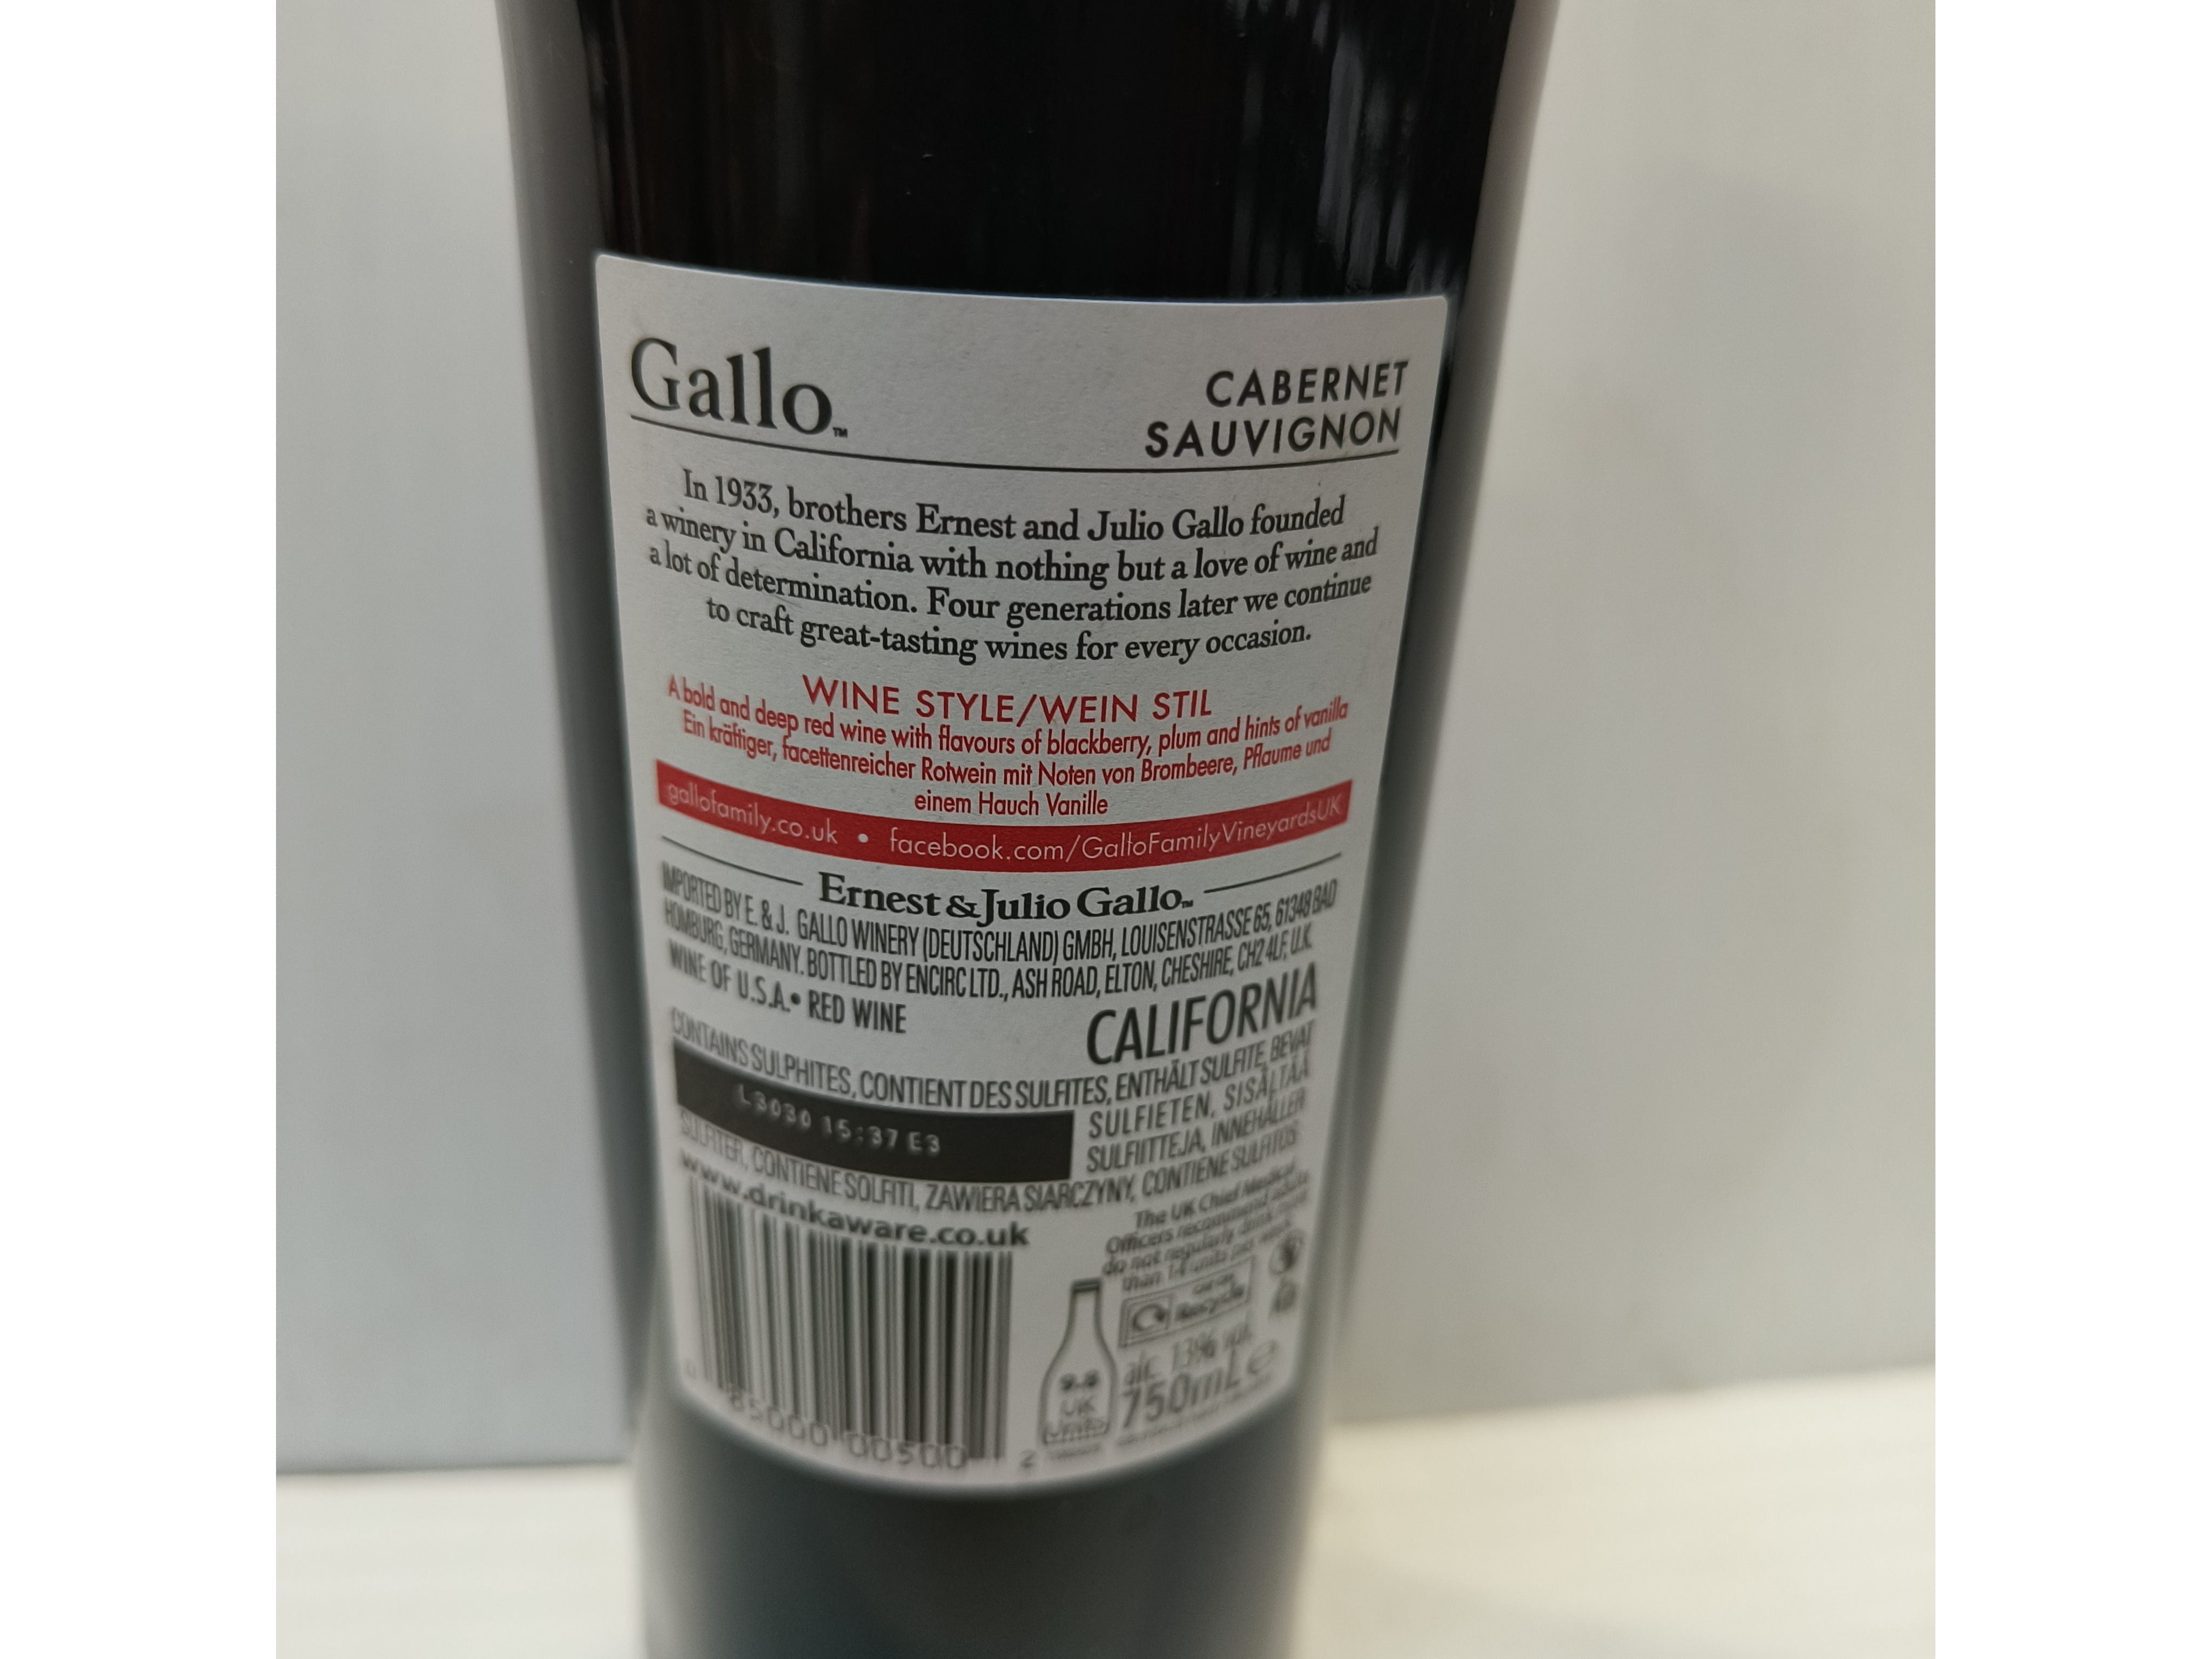 Gallo™
CABERNET
SAUVIGNON
In 1933, brothers Ernest and Julio Gallo founded
a winery in California with nothing but a love of wine and
a lot of determination. Four generations later we continue
to craft great-tasting wines for every occasion.
WINE STYLE/WEIN STIL
A bold and deep red wine with flavours of blackberry, plum and hints of vanilla
Ein kräftiger, facettenreicher Rotwein mit Noten von Brombeere, Pflaume und
einem Hauch Vanille
gallofamily.co.uk • facebook.com/GalloFamilyVineyardsUK
Ernest & Julio Gallo™
IMPORTED BY E. & J. GALLO WINERY (DEUTSCHLAND) GMBH, LOUISENSTRASSE 65, 61348 BAD
HOMBURG, GERMANY. BOTTLED BY ENCIRC LTD., ASH ROAD, ELTON, CHESHIRE, CH2 4LF, U.K.
WINE OF U.S.A. • RED WINE
CALIFORNIA
CONTAINS SULPHITES, CONTIENT DES SULFITES, ENTHÄLT SULFITE, BEVAT
SULFIETEN, SISÄLTÄÄ
L3030 15:37 E3
SULFIITTEJA, INNEHÅLLER
SULFITER, CONTIENE SOLFITI, ZAWIERA SIARCZYNY, CONTIENE SULFITOS
www.drinkaware.co.uk
The UK Chief Medical
Officers recommend adults
do not regularly drink more
than 14 units per week
Recycle
alc. 13% vol.
750mL e
9.8
UK
Units
0 85000 00500 2